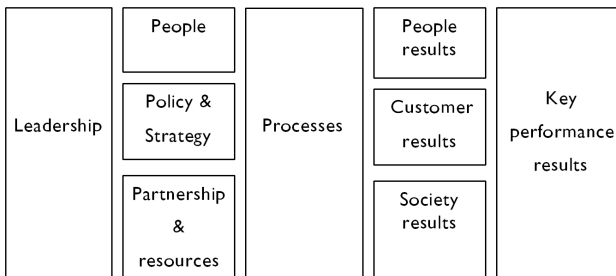 Leadership
People
Policy &
Strategy
Partnership
&
resources
Processes
People
results
Customer
results
Society
results
Key
performance
results